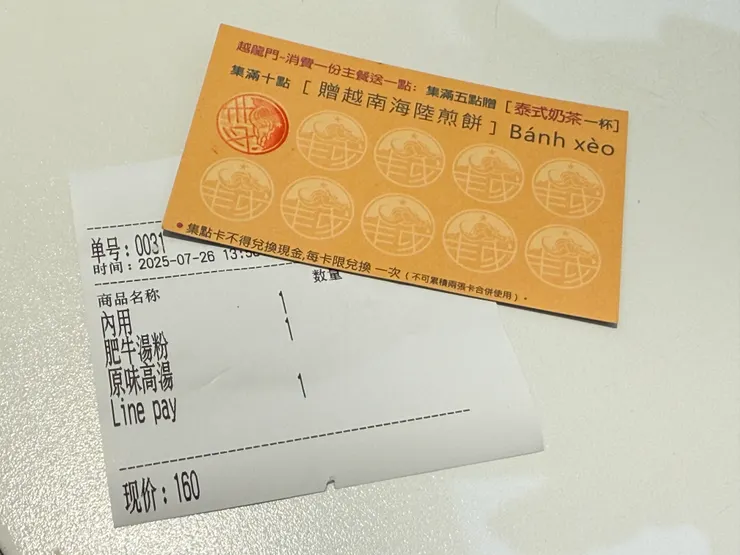 越龍門-消費一份主餐送一點; 集滿五點贈 [泰式奶茶一杯]
集滿十點 [ 贈越南海陸煎餅 ] Bánh xèo
• 集點卡不得兌換現金,每卡限兌換 一次 (不可累積兩張卡合併使用) •
单号: 0031
时间: 2025-07-26
商品名称 数量
內用 1
肥牛湯粉 1
原味高湯
Line pay 1
现价: 160